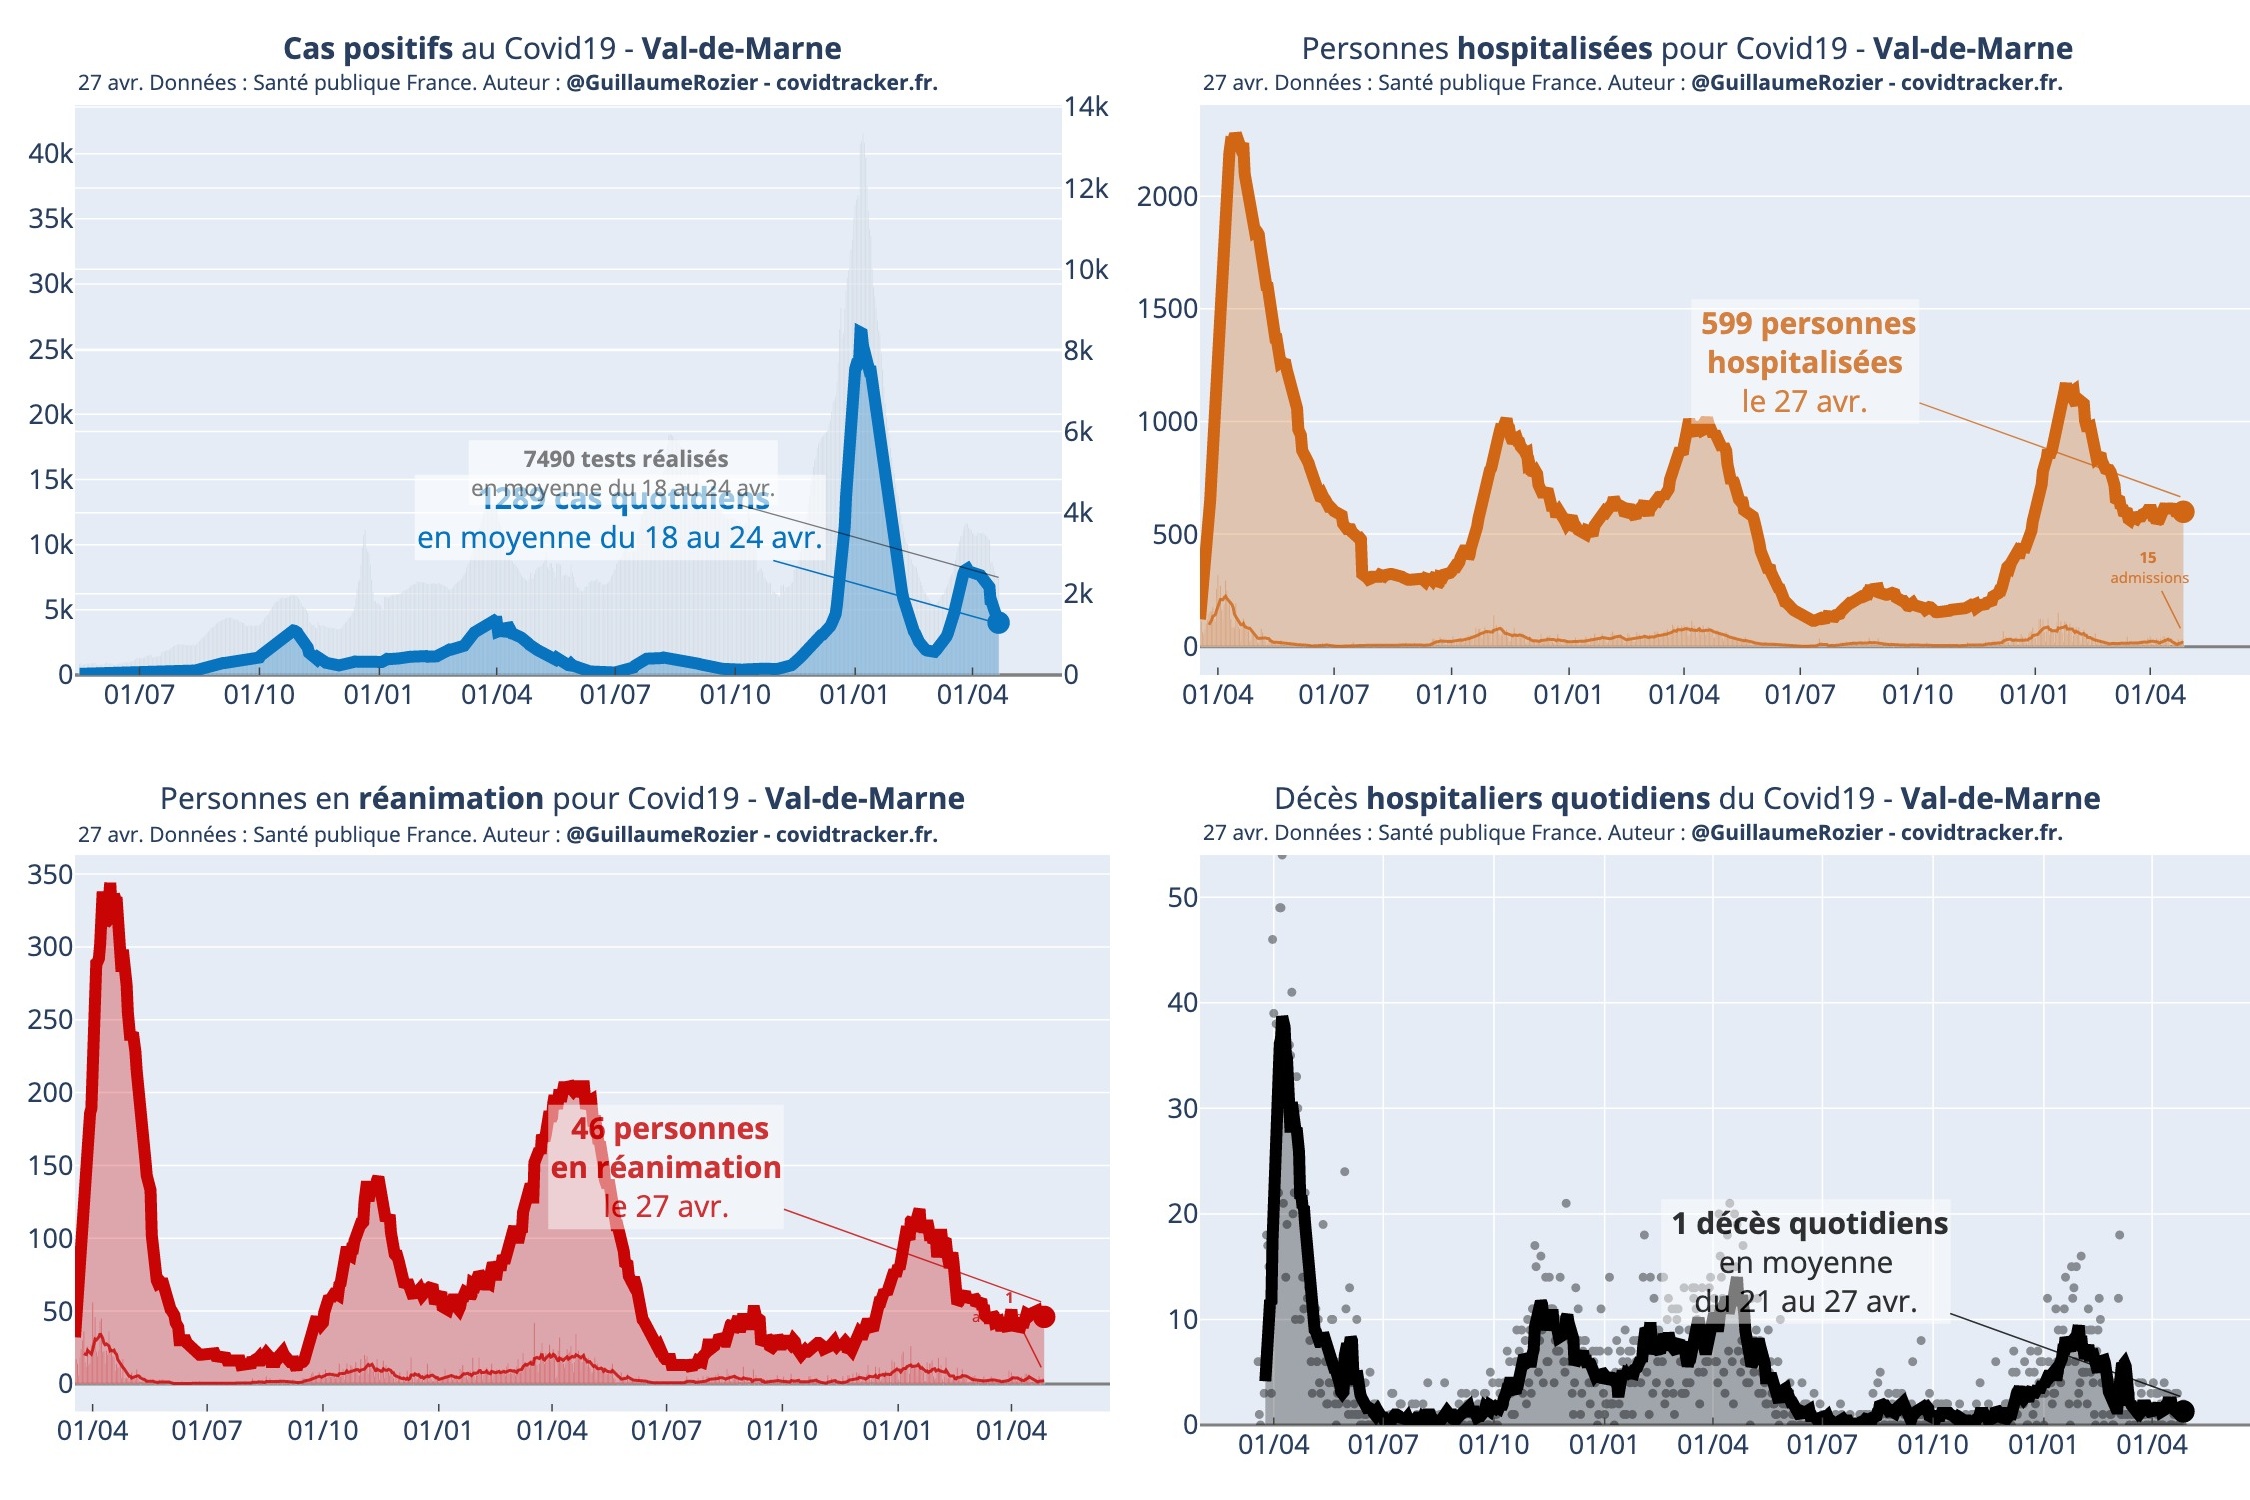 Cas positifs au Covid19 - Val-de-Marne
27 avr. Données : Santé publique France. Auteur : @GuillaumeRozier - covidtracker.fr.
40k
35k
30k
25k
20k
15k
10k
5k
0
14k
12k
10k
8k
6k
4k
2k
0
7490 tests réalisés
en moyenne du 18 au 24 avr.
1289 cas quotidiens
en moyenne du 18 au 24 avr.
01/07 01/10 01/01 01/04 01/07 01/10 01/01 01/04
Personnes hospitalisées pour Covid19 - Val-de-Marne
27 avr. Données : Santé publique France. Auteur : @GuillaumeRozier - covidtracker.fr.
2000
1500
1000
500
0
599 personnes
hospitalisées
le 27 avr.
15
admissions
01/04 01/07 01/10 01/01 01/04 01/07 01/10 01/01 01/04
Personnes en réanimation pour Covid19 - Val-de-Marne
27 avr. Données : Santé publique France. Auteur : @GuillaumeRozier - covidtracker.fr.
350
300
250
200
150
100
50
0
46 personnes
en réanimation
le 27 avr.
1
01/04 01/07 01/10 01/01 01/04 01/07 01/10 01/01 01/04
Décès hospitaliers quotidiens du Covid19 - Val-de-Marne
27 avr. Données : Santé publique France. Auteur : @GuillaumeRozier - covidtracker.fr.
50
40
30
20
10
0
1 décès quotidiens
en moyenne
du 21 au 27 avr.
01/04 01/07 01/10 01/01 01/04 01/07 01/10 01/01 01/04